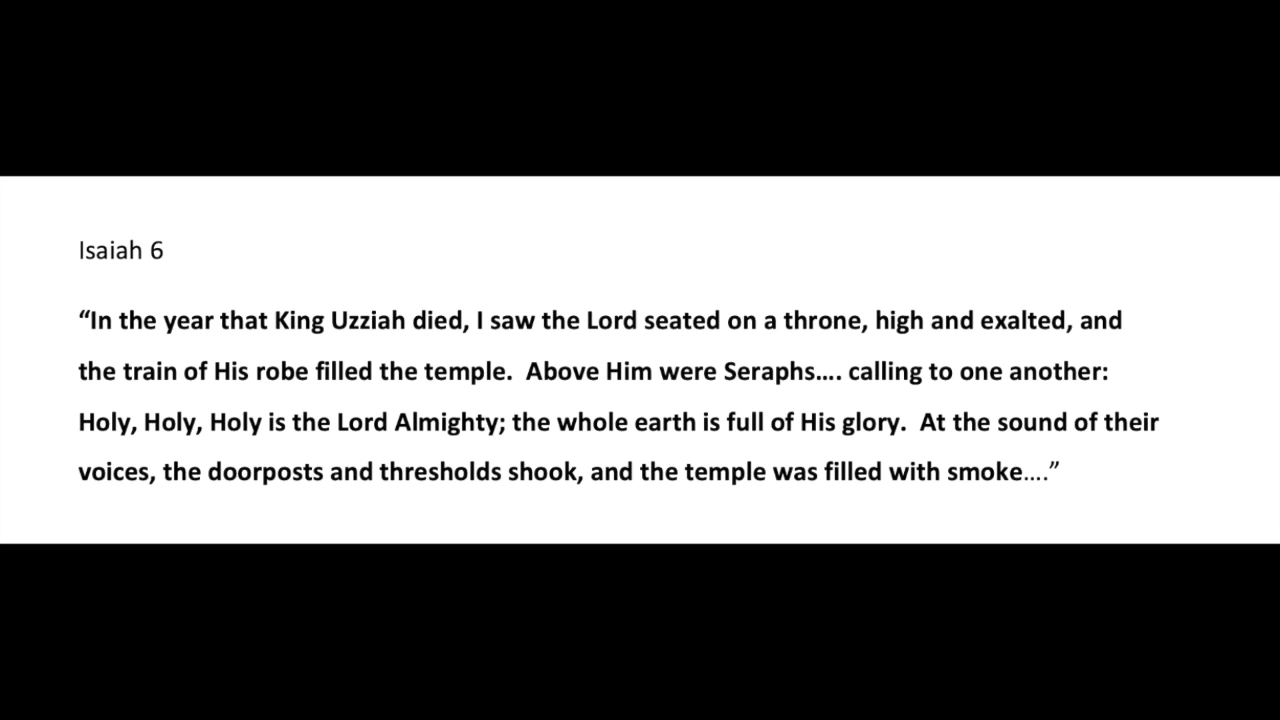 Isaiah 6
“In the year that King Uzziah died, I saw the Lord seated on a throne, high and exalted, and
the train of His robe filled the temple.  Above Him were Seraphs…. calling to one another:
Holy, Holy, Holy is the Lord Almighty; the whole earth is full of His glory.  At the sound of their
voices, the doorposts and thresholds shook, and the temple was filled with smoke….”